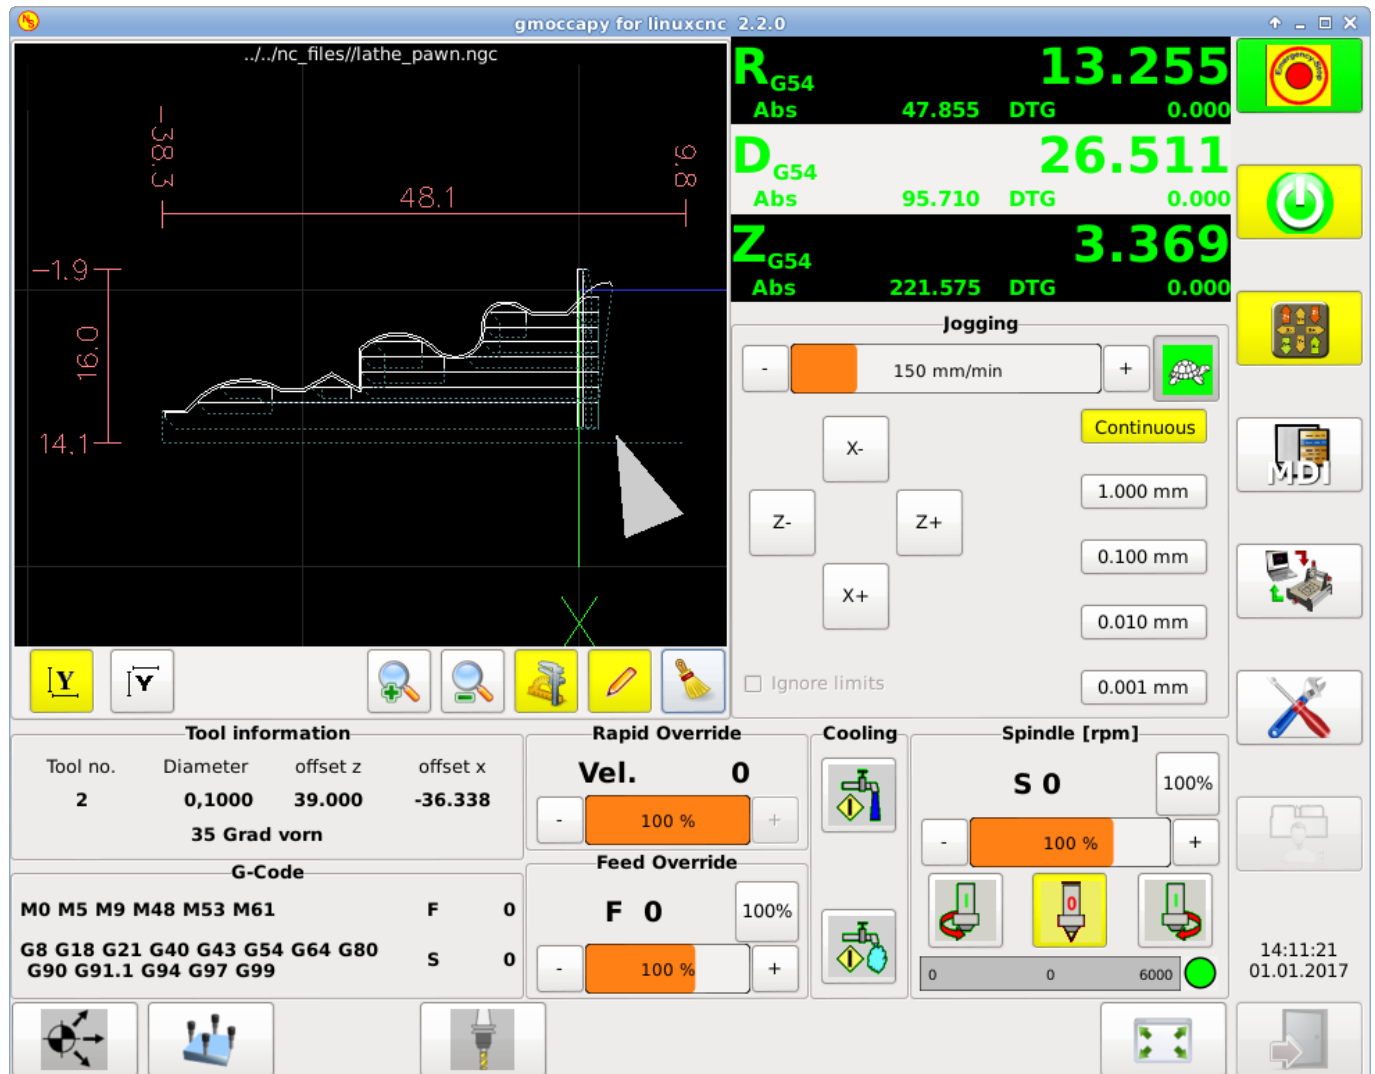 gmoccapy for linuxcnc 2.2.0
../../nc_files//lathe_pawn.ngc
-38.3
9.8
48.1
-1.9
16.0
14.1
X
R G54 13.255
Abs 47.855 DTG 0.000
D G54 26.511
Abs 95.710 DTG 0.000
Z G54 3.369
Abs 221.575 DTG 0.000
Emergency-Stop
Jogging
- 150 mm/min +
Continuous
X-
1.000 mm
Z- Z+
0.100 mm
X+
0.010 mm
Ignore limits
0.001 mm
MDI
Y Y
Tool information
Tool no. Diameter offset z offset x
2 0,1000 39.000 -36.338
35 Grad vorn
G-Code
M0 M5 M9 M48 M53 M61 F 0
G8 G18 G21 G40 G43 G54 G64 G80
G90 G91.1 G94 G97 G99
S 0
Rapid Override
Vel. 0
- 100 % +
Feed Override
F 0 100%
- 100 % +
Cooling
Spindle [rpm]
S 0 100%
- 100 % +
I 0 I
0 0 6000
14:11:21
01.01.2017